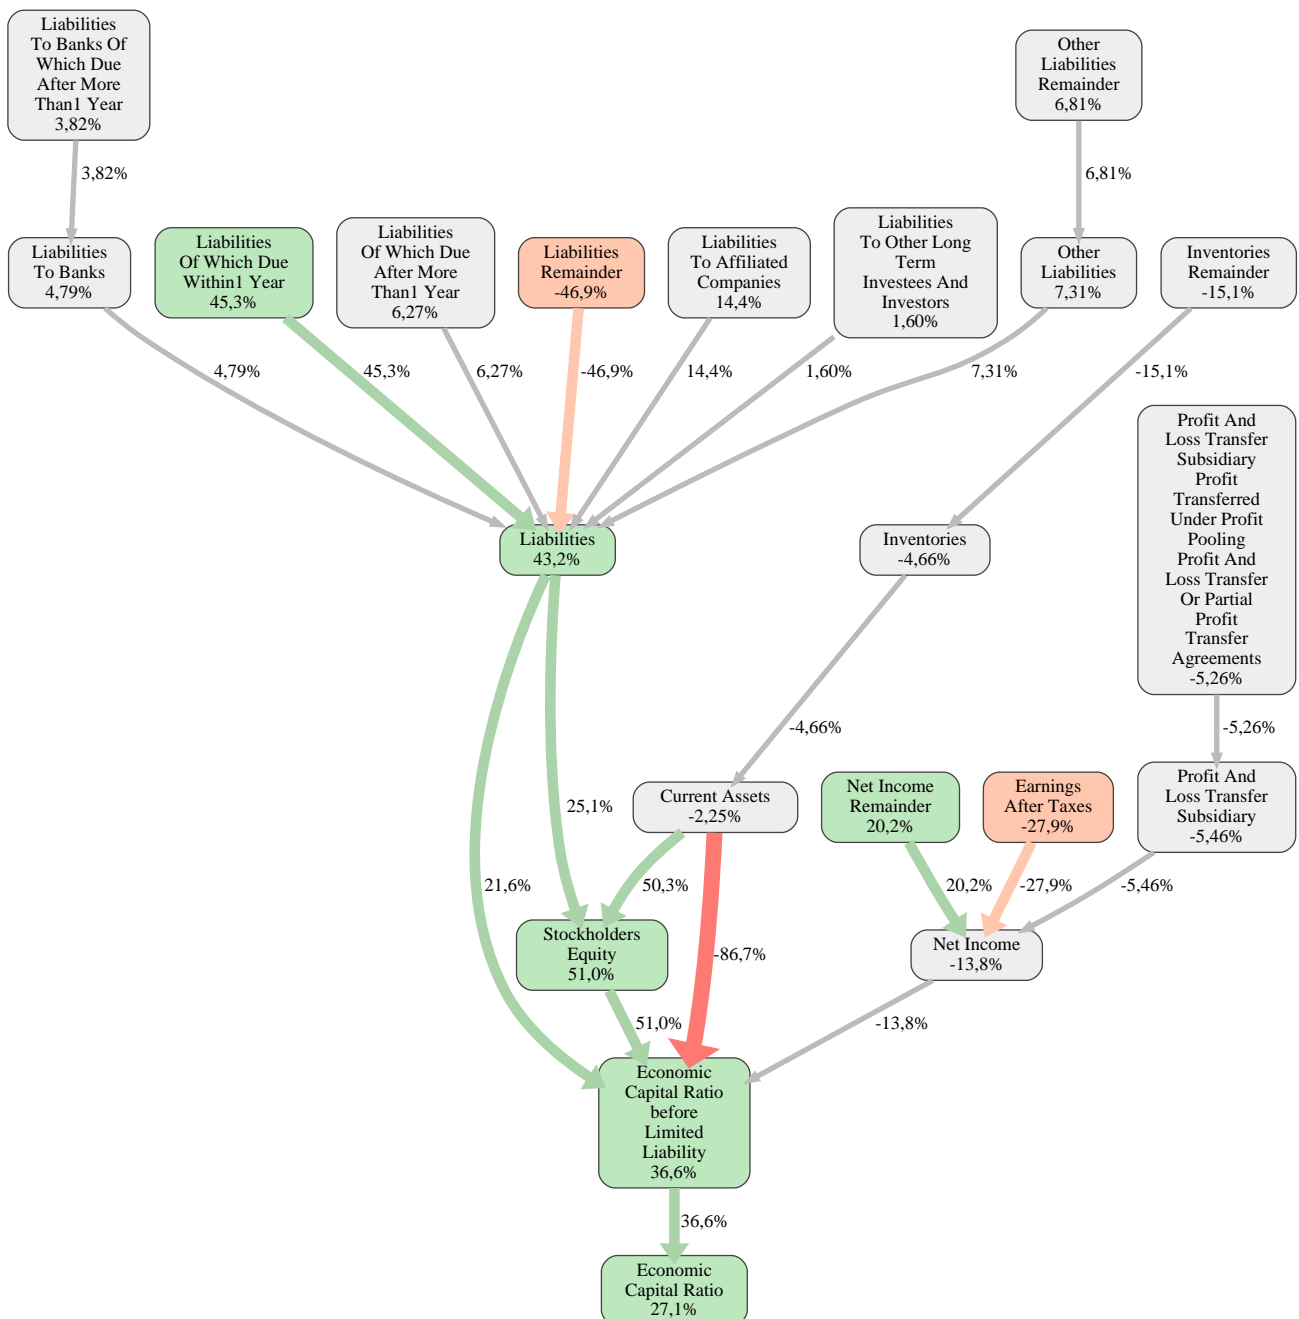 Liabilities
To Banks Of
Which Due
After More
Than1 Year
3,82%
Other
Liabilities
Remainder
6,81%
3,82%
6,81%
Liabilities
To Banks
4,79%
Liabilities
Of Which Due
Within1 Year
45,3%
Liabilities
Of Which Due
After More
Than1 Year
6,27%
Liabilities
Remainder
-46,9%
Liabilities
To Affiliated
Companies
14,4%
Liabilities
To Other Long
Term
Investees And
Investors
1,60%
Other
Liabilities
7,31%
Inventories
Remainder
-15,1%
4,79%
45,3%
6,27%
-46,9%
14,4%
1,60%
7,31%
-15,1%
Profit And
Loss Transfer
Subsidiary
Profit
Transferred
Under Profit
Pooling
Profit And
Loss Transfer
Or Partial
Profit
Transfer
Agreements
-5,26%
Liabilities
43,2%
Inventories
-4,66%
-4,66%
-5,26%
Current Assets
-2,25%
Net Income
Remainder
20,2%
Earnings
After Taxes
-27,9%
Profit And
Loss Transfer
Subsidiary
-5,46%
25,1%
21,6%
50,3%
20,2%
-27,9%
-5,46%
Stockholders
Equity
51,0%
-86,7%
Net Income
-13,8%
51,0%
-13,8%
Economic
Capital Ratio
before
Limited
Liability
36,6%
36,6%
Economic
Capital Ratio
27,1%